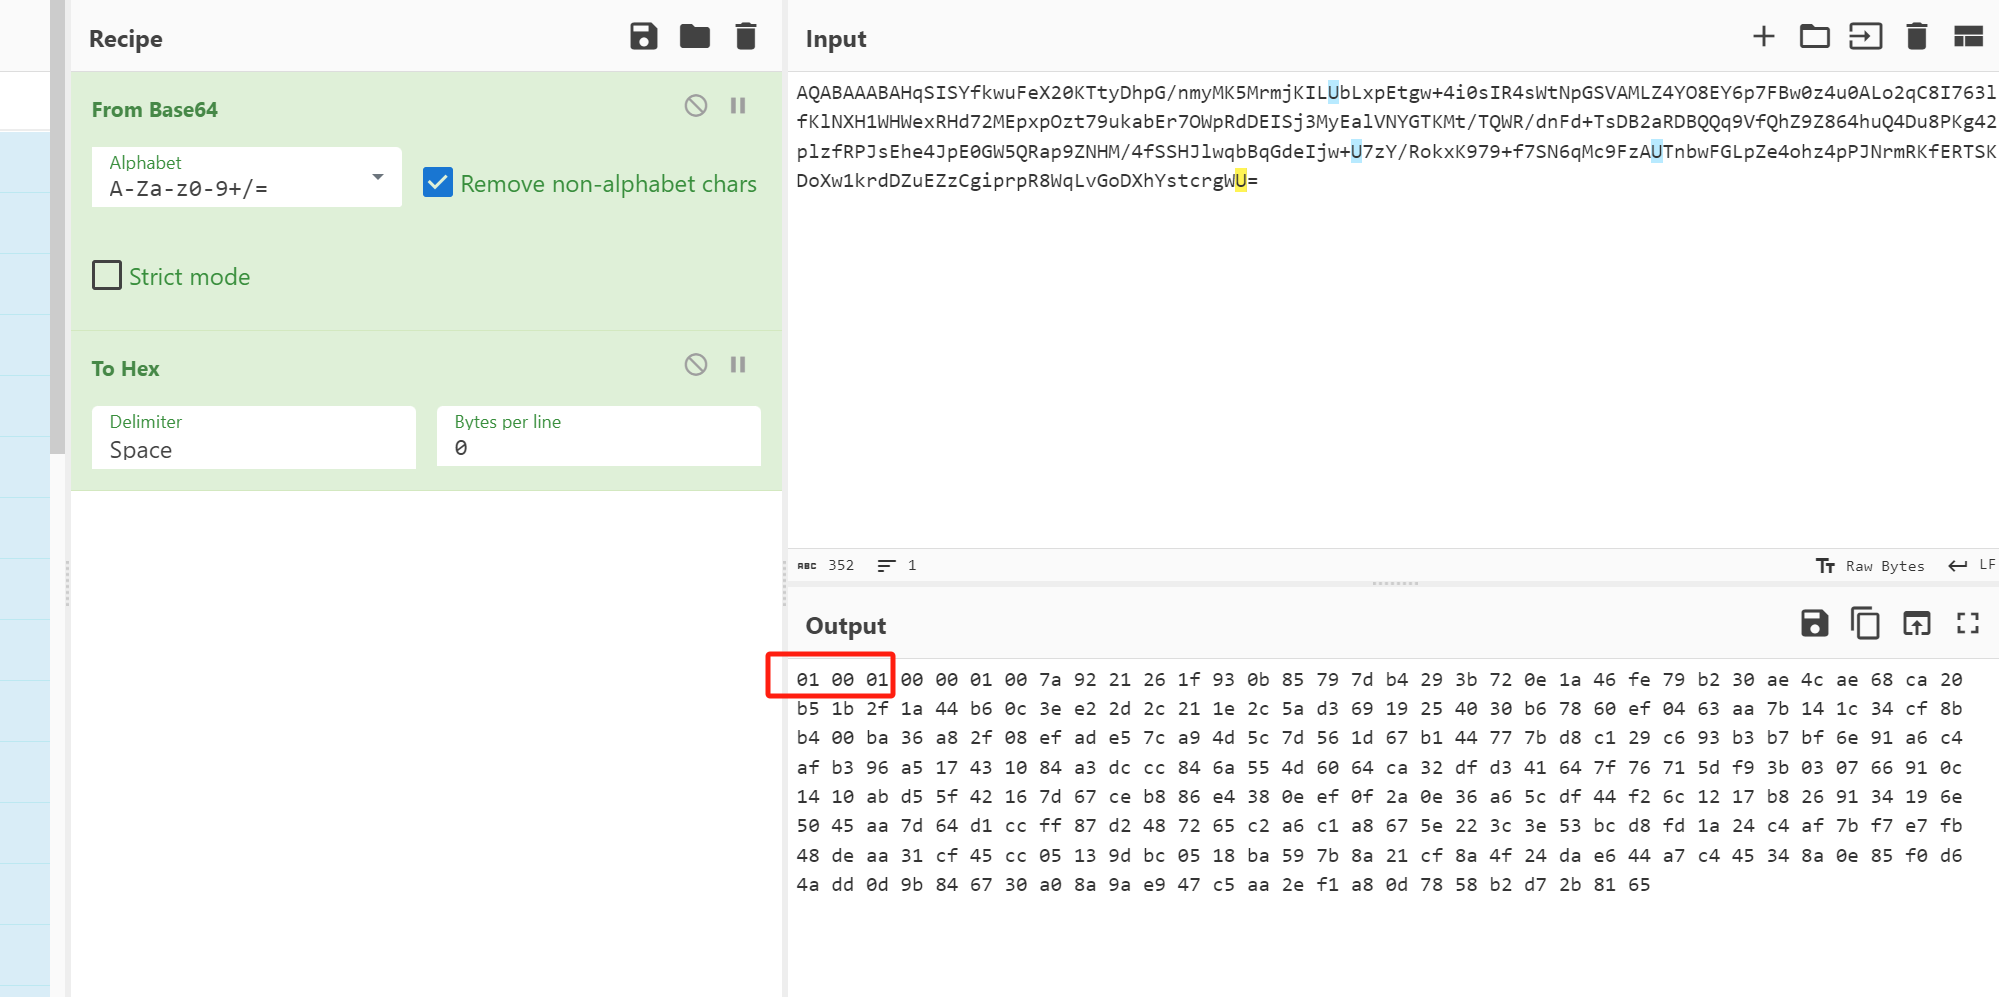 Recipe
From Base64
Alphabet
A-Za-z0-9+/=
Remove non-alphabet chars
Strict mode
To Hex
Delimiter
Space
Bytes per line
0
Input
AQABAAABAHqSISYfkwuFeX20KTtyDhpG/nmyMK5MrmjKILUbLxpEtgw+4i0sIR4sWtNpGSVAMLZ4YO8EY6p7FBw0z4u0ALo2qC8I763l
fKlNXH1WHWexRHd72MEpxpOzt79ukabEr7OWpRdDEISj3MyEalVNYGTKMt/TQWR/dnFd+TsDB2aRDBQQq9VfQhZ9Z864huQ4Du8PKg42
plzfRPJsEhe4JpE0GW5QRap9ZNHM/4fSSHJlwqbBqGdeIjw+U7zY/RokxK979+f7SN6qMc9FzAUTnbwFGLpZe4ohz4pPJNrmRKfERTSK
DoXw1krdDZuEZzCgiprpR8WqLvGoDXhYstcrgWU=
ABC 352
1
Tт Raw Bytes
LF
Output
01 00 01 00 00 01 00 7a 92 21 26 1f 93 0b 85 79 7d b4 29 3b 72 0e 1a 46 fe 79 b2 30 ae 4c ae 68 ca 20
b5 1b 2f 1a 44 b6 0c 3e e2 2d 2c 21 1e 2c 5a d3 69 19 25 40 30 b6 78 60 ef 04 63 aa 7b 14 1c 34 cf 8b
b4 00 ba 36 a8 2f 08 ef ad e5 7c a9 4d 5c 7d 56 1d 67 b1 44 77 7b d8 c1 29 c6 93 b3 b7 bf 6e 91 a6 c4
af b3 96 a5 17 43 10 84 a3 dc cc 84 6a 55 4d 60 64 ca 32 df d3 41 64 7f 76 71 5d f9 3b 03 07 66 91 0c
14 10 ab d5 5f 42 16 7d 67 ce b8 86 e4 38 0e ef 0f 2a 0e 36 a6 5c df 44 f2 6c 12 17 b8 26 91 34 19 6e
50 45 aa 7d 64 d1 cc ff 87 d2 48 72 65 c2 a6 c1 a8 67 5e 22 3c 3e 53 bc d8 fd 1a 24 c4 af 7b f7 e7 fb
48 de aa 31 cf 45 cc 05 13 9d bc 05 18 ba 59 7b 8a 21 cf 8a 4f 24 da e6 44 a7 c4 45 34 8a 0e 85 f0 d6
4a dd 0d 9b 84 67 30 a0 8a 9a e9 47 c5 aa 2e f1 a8 0d 78 58 b2 d7 2b 81 65